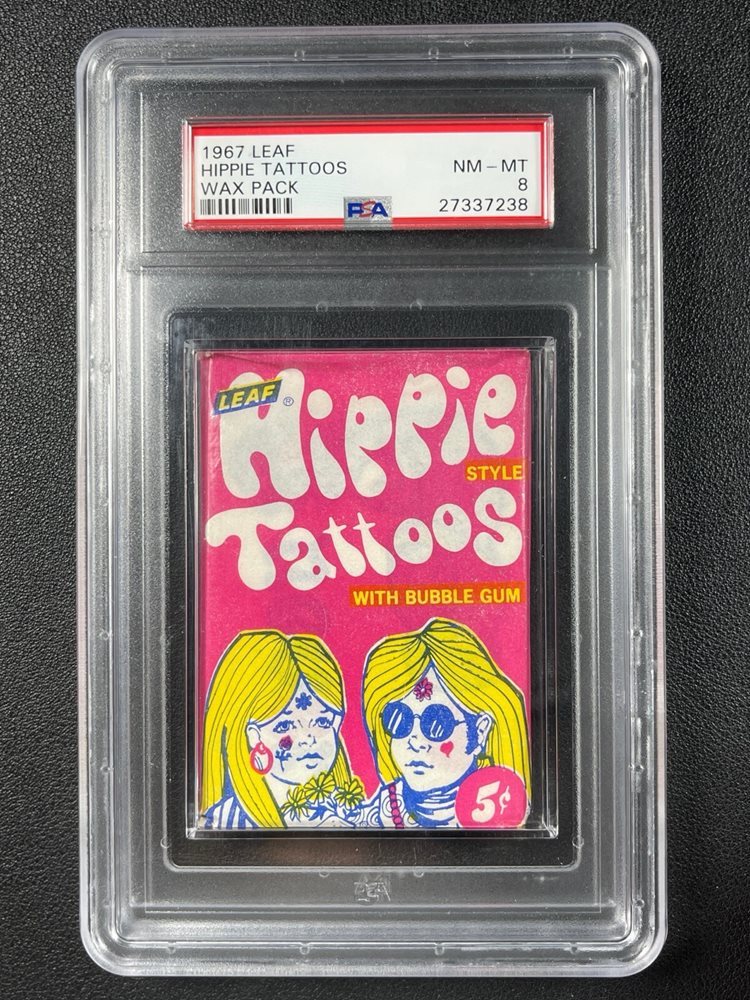 1967 LEAF
HIPPIE TATTOOS NM - MT
WAX PACK 8
PSA 27337238
LEAF ®
Hippie
STYLE
Tattoos
WITH BUBBLE GUM
5¢
PSA